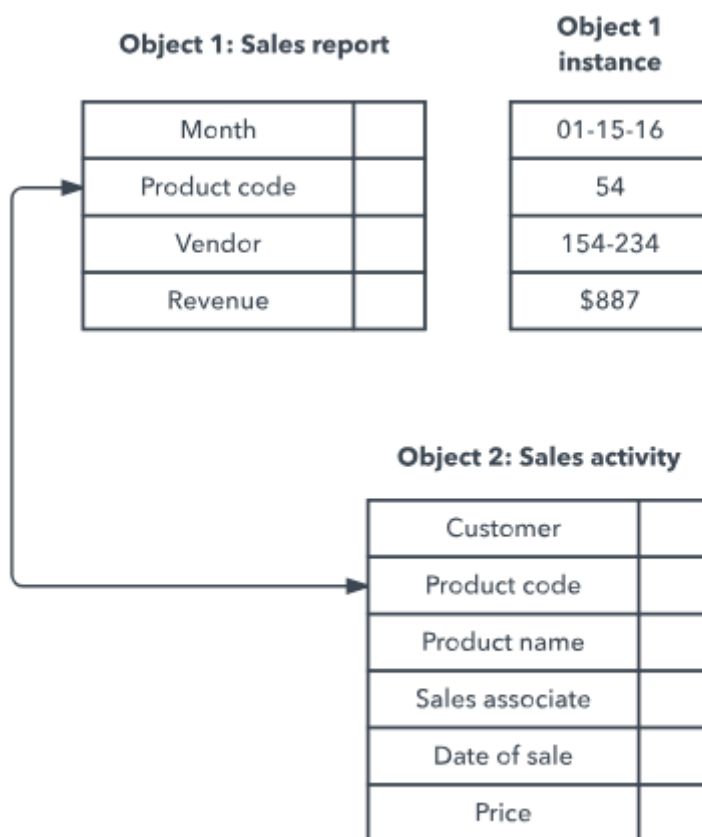 Object 1: Sales report
Object 1
instance
Month
01-15-16
Product code
54
Vendor
154-234
Revenue
$887
Object 2: Sales activity
Customer
Product code
Product name
Sales associate
Date of sale
Price